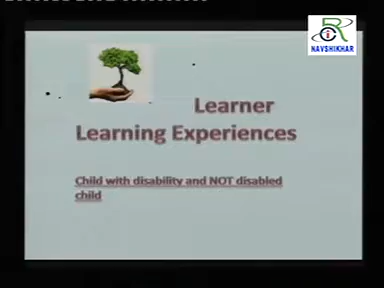 NAVSHIKHAR
Learner
Learning Experiences
Child with disability and NOT disabled
child